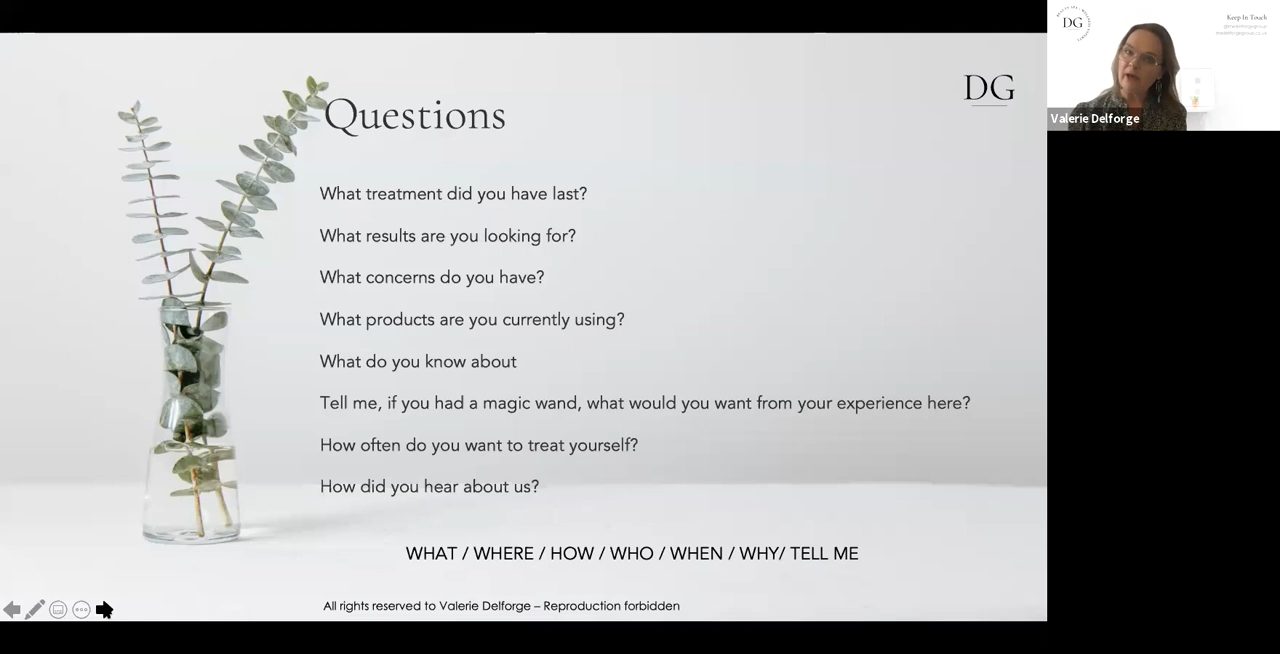 Questions
DG
What treatment did you have last?
What results are you looking for?
What concerns do you have?
What products are you currently using?
What do you know about
Tell me, if you had a magic wand, what would you want from your experience here?
How often do you want to treat yourself?
How did you hear about us?
WHAT / WHERE / HOW / WHO / WHEN / WHY/ TELL ME
All rights reserved to Valerie Delforge – Reproduction forbidden
DG
Keep In Touch
Valerie Delforge